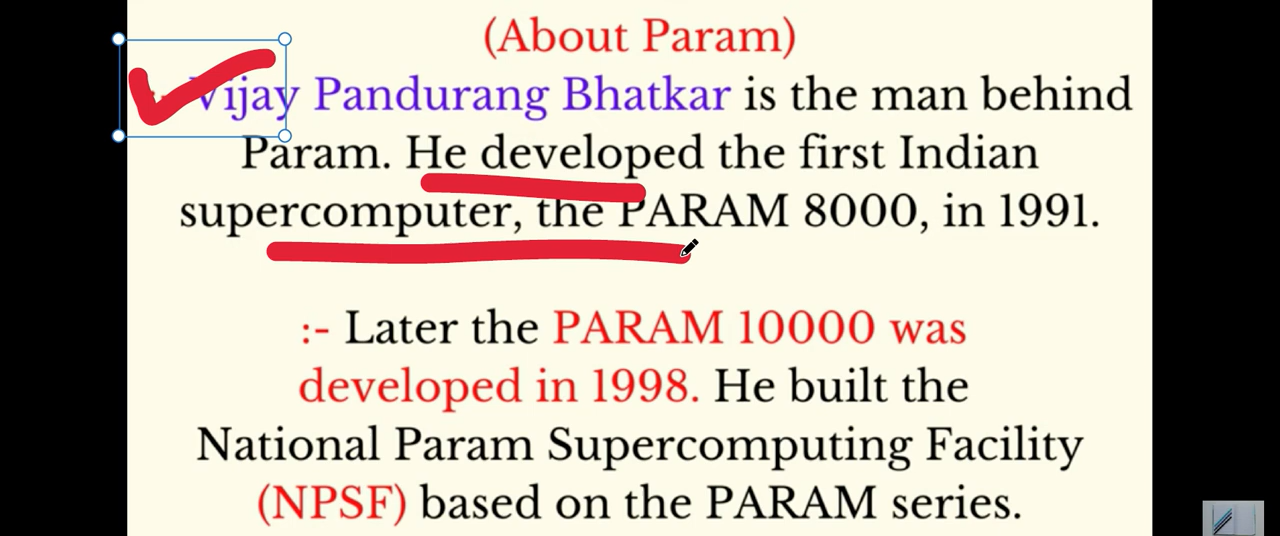 (About Param)
:- Vijay Pandurang Bhatkar is the man behind
Param. He developed the first Indian
supercomputer, the PARAM 8000, in 1991.
:- Later the PARAM 10000 was
developed in 1998. He built the
National Param Supercomputing Facility
(NPSF) based on the PARAM series.